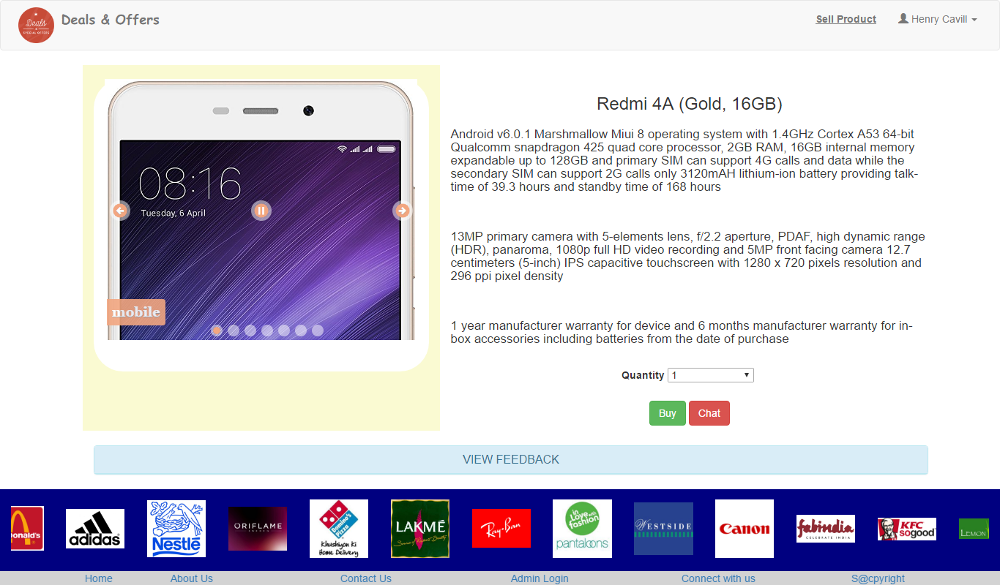 Deals & SPECIAL OFFERS
Deals & Offers
Sell Product
Henry Cavill
Redmi 4A (Gold, 16GB)
08:16
Tuesday, 6 April
mobile
Android v6.0.1 Marshmallow Miui 8 operating system with 1.4GHz Cortex A53 64-bit
Qualcomm snapdragon 425 quad core processor, 2GB RAM, 16GB internal memory
expandable up to 128GB and primary SIM can support 4G calls and data while the
secondary SIM can support 2G calls only 3120mAH lithium-ion battery providing talk-
time of 39.3 hours and standby time of 168 hours
13MP primary camera with 5-elements lens, f/2.2 aperture, PDAF, high dynamic range
(HDR), panaroma, 1080p full HD video recording and 5MP front facing camera 12.7
centimeters (5-inch) IPS capacitive touchscreen with 1280 x 720 pixels resolution and
296 ppi pixel density
1 year manufacturer warranty for device and 6 months manufacturer warranty for in-
box accessories including batteries from the date of purchase
Quantity 1
Buy Chat
VIEW FEEDBACK
onald's
adidas
Nestlé
ORIFLAME
SWEDEN
Domino's Pizza
Khushiyon Ki
Home Delivery
LAKMÉ
Ray-Ban
in Love with fashion
pantaloons
WESTSIDE
Canon
fabindia
CELEBRATE INDIA
KFC
so good
LEMON
Home About Us Contact Us Admin Login Connect with us S@cpyright